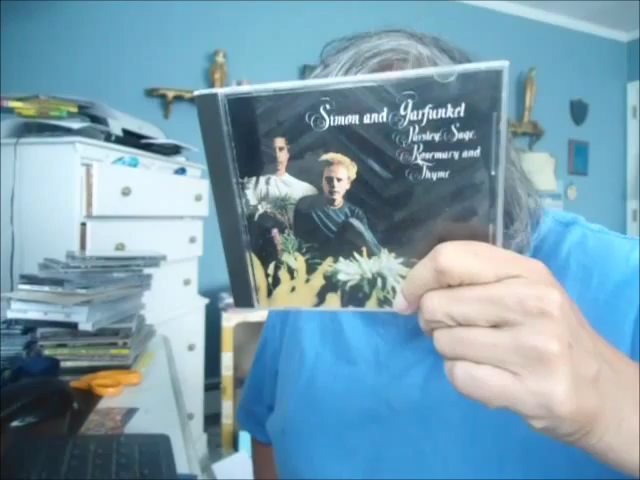 Simon and Garfunkel
Parsley, Sage,
Rosemary and
Thyme